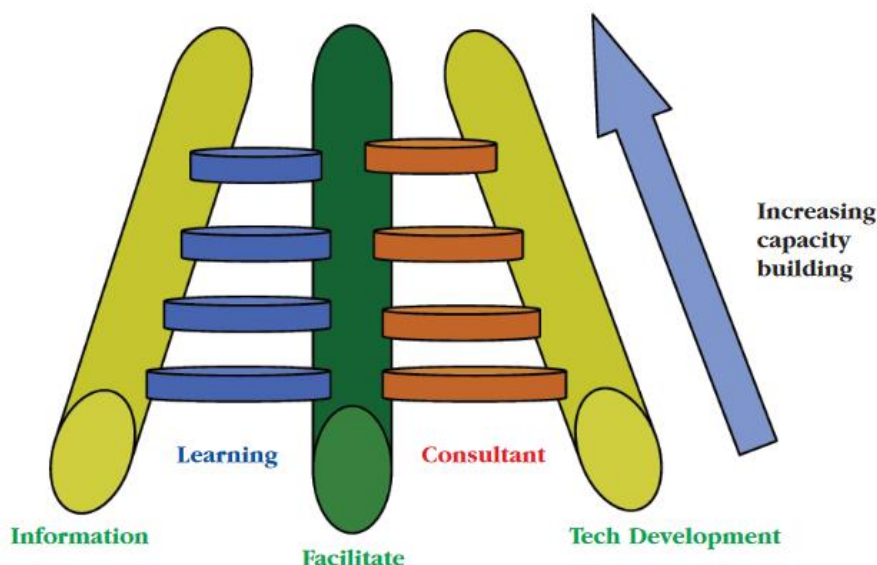 Increasing
capacity
building
Learning
Consultant
Information
Facilitate
Tech Development